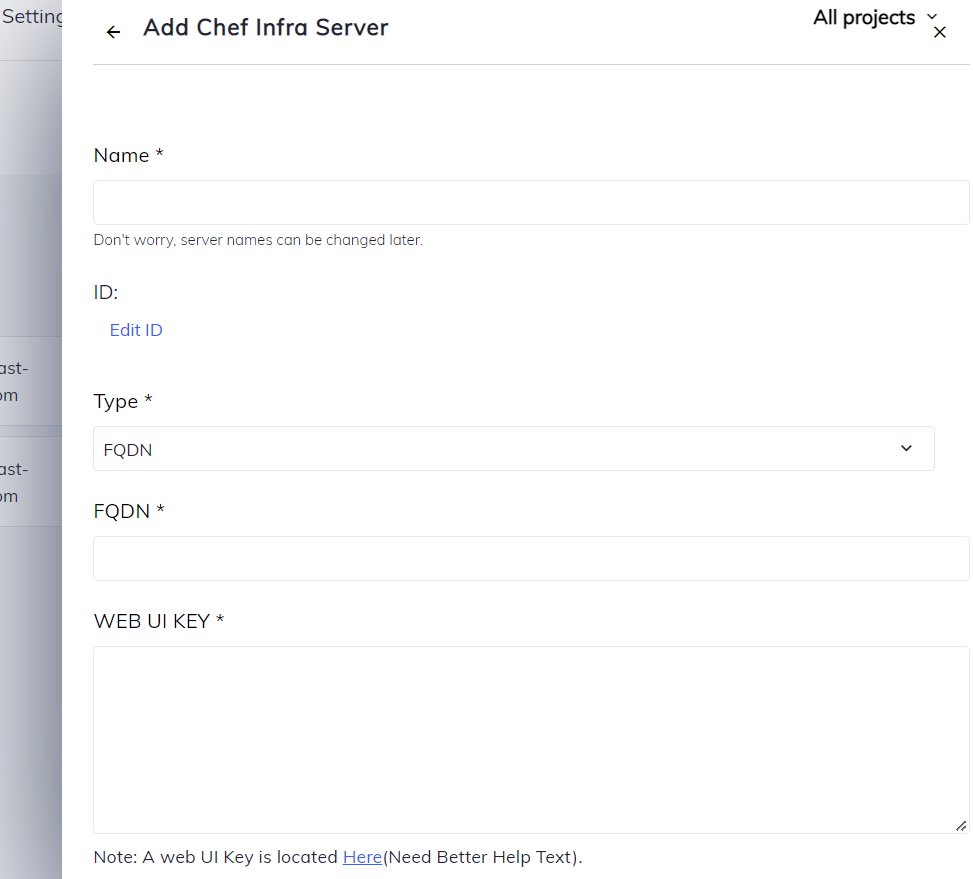 Setting
Add Chef Infra Server
All projects
Name *
Don't worry, server names can be changed later.
ID:
Edit ID
ast-
om
Type *
FQDN
ast-
om
FQDN *
WEB UI KEY *
Note: A web UI Key is located Here(Need Better Help Text).